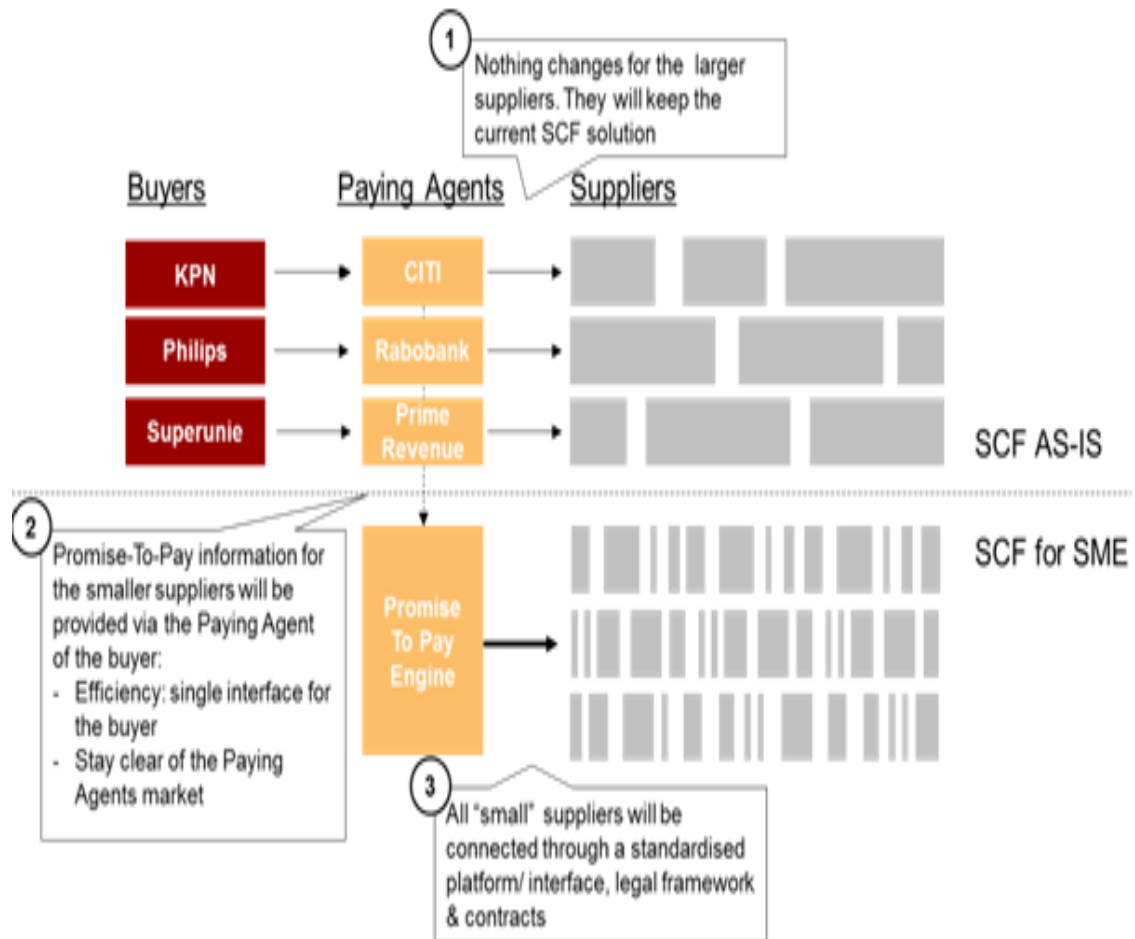 1
Nothing changes for the larger
suppliers. They will keep the
current SCF solution
Buyers
Paying Agents
Suppliers
KPN
CITI
Philips
Rabobank
Superunie
Prime
Revenue
SCF AS-IS
2
Promise-To-Pay information for
the smaller suppliers will be
provided via the Paying Agent
of the buyer:
- Efficiency: single interface for
the buyer
- Stay clear of the Paying
Agents market
Promise
To Pay
Engine
SCF for SME
3
All “small” suppliers will be
connected through a standardised
platform/ interface, legal framework
& contracts